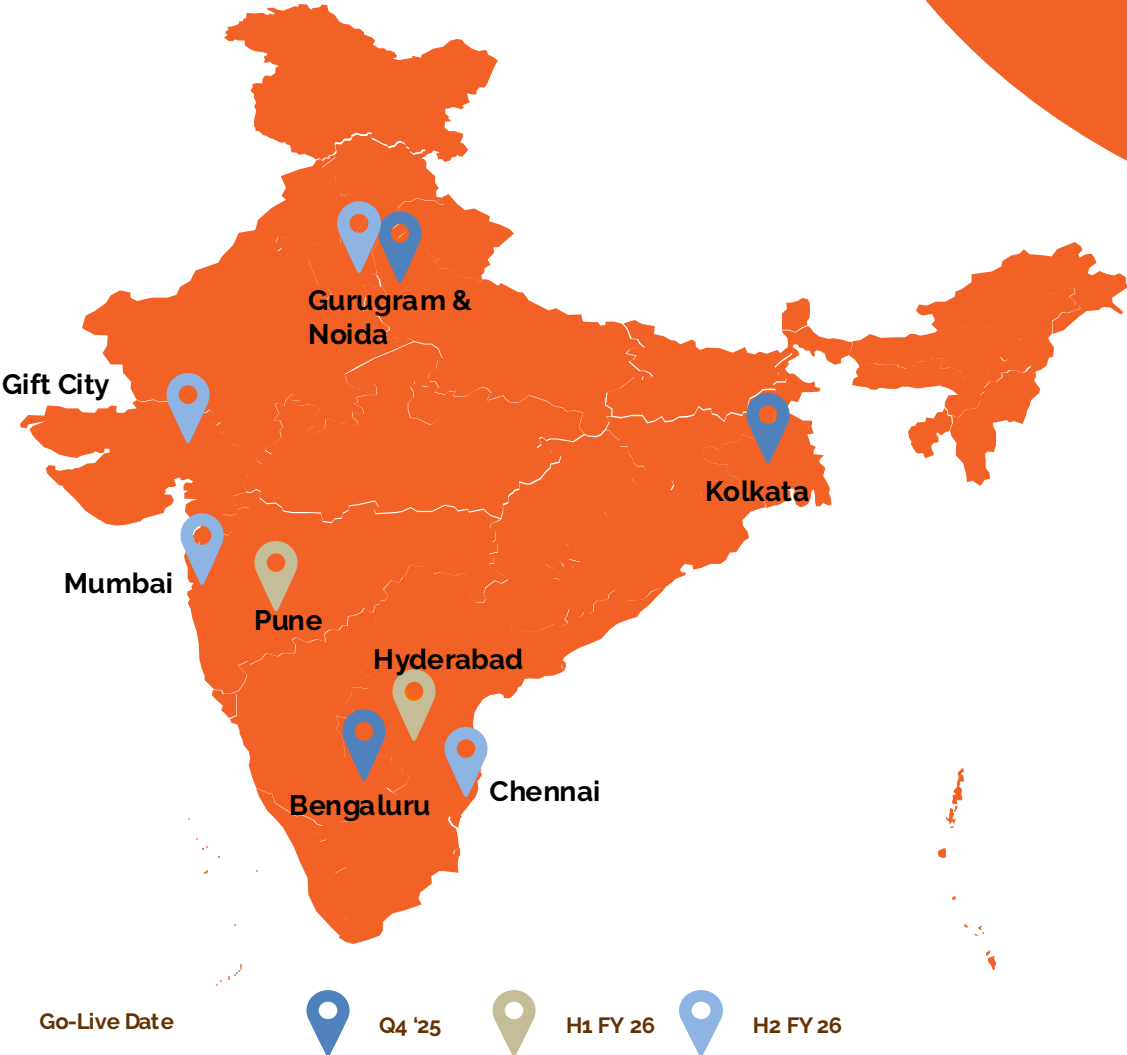 Gurugram &
Noida
Gift City
Kolkata
Mumbai
Pune
Hyderabad
Chennai
Bengaluru
Go-Live Date
Q4 ‘25
H1 FY 26
H2 FY 26